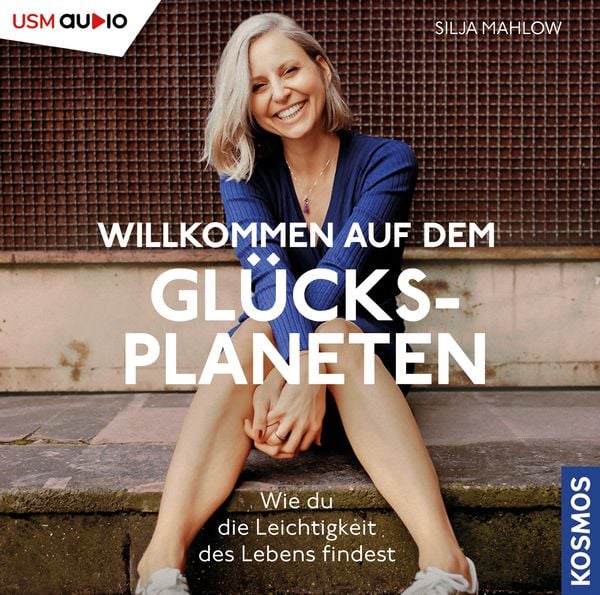 USM AUDIO
SILJA MAHLOW
WILLKOMMEN AUF DEM
GLÜCKS-
PLANETEN
Wie du
die Leichtigkeit
des Lebens findest
KOSMOS